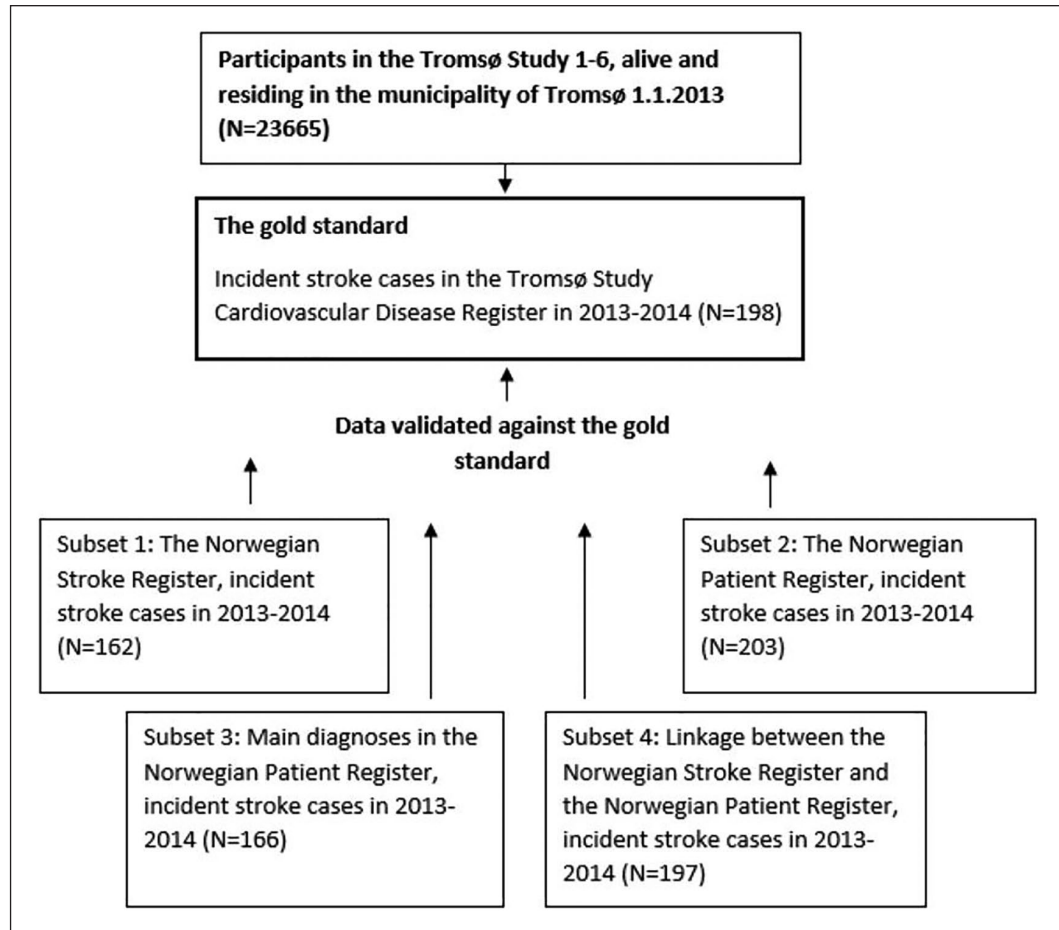 Participants in the Tromsø Study 1-6, alive and
residing in the municipality of Tromsø 1.1.2013
(N=23665)
The gold standard
Incident stroke cases in the Tromsø Study
Cardiovascular Disease Register in 2013-2014 (N=198)
Data validated against the gold
standard
Subset 1: The Norwegian
Stroke Register, incident
stroke cases in 2013-2014
(N=162)
Subset 2: The Norwegian
Patient Register, incident
stroke cases in 2013-2014
(N=203)
Subset 3: Main diagnoses in the
Norwegian Patient Register,
incident stroke cases in 2013-
2014 (N=166)
Subset 4: Linkage between the
Norwegian Stroke Register and
the Norwegian Patient Register,
incident stroke cases in 2013-
2014 (N=197)